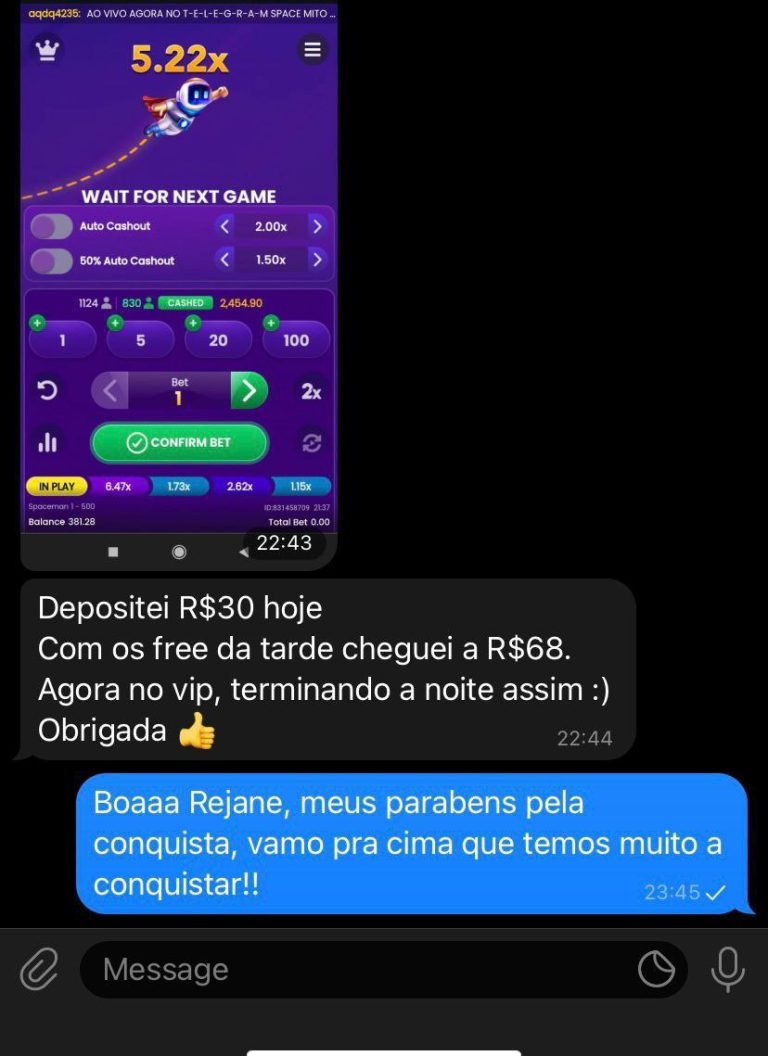 aqdq4235: AO VIVO AGORA NO T-E-L-E-G-R-A-M SPACE MITO ...
5.22x
WAIT FOR NEXT GAME
Auto Cashout 2.00x
50% Auto Cashout 1.50x
1124 830 CASHED 2,454.90
1 5 20 100
Bet
1 2x
CONFIRM BET
IN PLAY 6.47x 1.73x 2.62x 1.15x
Spaceman 1 - 500 ID:831458709 21:37
Balance 381.28 Total Bet 0.00
22:43
Depositei R$30 hoje
Com os free da tarde cheguei a R$68.
Agora no vip, terminando a noite assim :)
Obrigada 👍
22:44
Boaaa Rejane, meus parabens pela
conquista, vamo pra cima que temos muito a
conquistar!!
23:45
Message